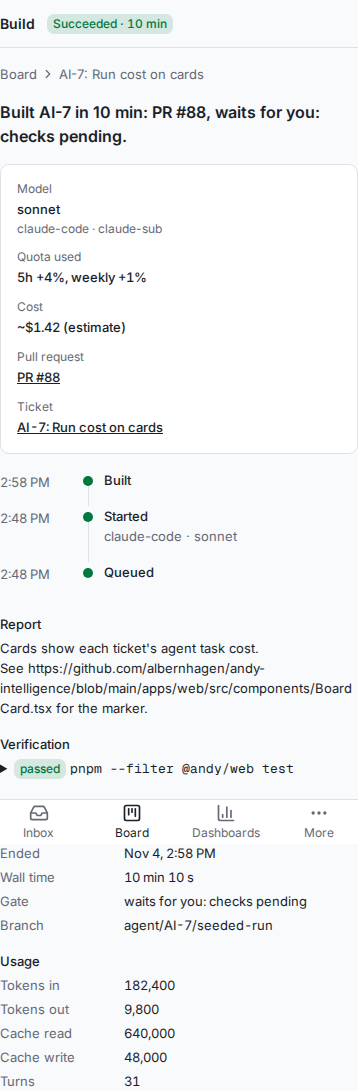 Build Succeeded · 10 min
Board > AI-7: Run cost on cards
Built AI-7 in 10 min: PR #88, waits for you:
checks pending.
Model
sonnet
claude-code · claude-sub
Quota used
5h +4%, weekly +1%
Cost
~$1.42 (estimate)
Pull request
PR #88
Ticket
AI-7: Run cost on cards
2:58 PM Built
2:48 PM Started
claude-code · sonnet
2:48 PM Queued
Report
Cards show each ticket's agent task cost.
See https://github.com/albernhagen/andy-
intelligence/blob/main/apps/web/src/components/Board
Card.tsx for the marker.
Verification
passed pnpm --filter @andy/web test
Inbox Board Dashboards More
Ended Nov 4, 2:58 PM
Wall time 10 min 10 s
Gate waits for you: checks pending
Branch agent/AI-7/seeded-run
Usage
Tokens in 182,400
Tokens out 9,800
Cache read 640,000
Cache write 48,000
Turns 31